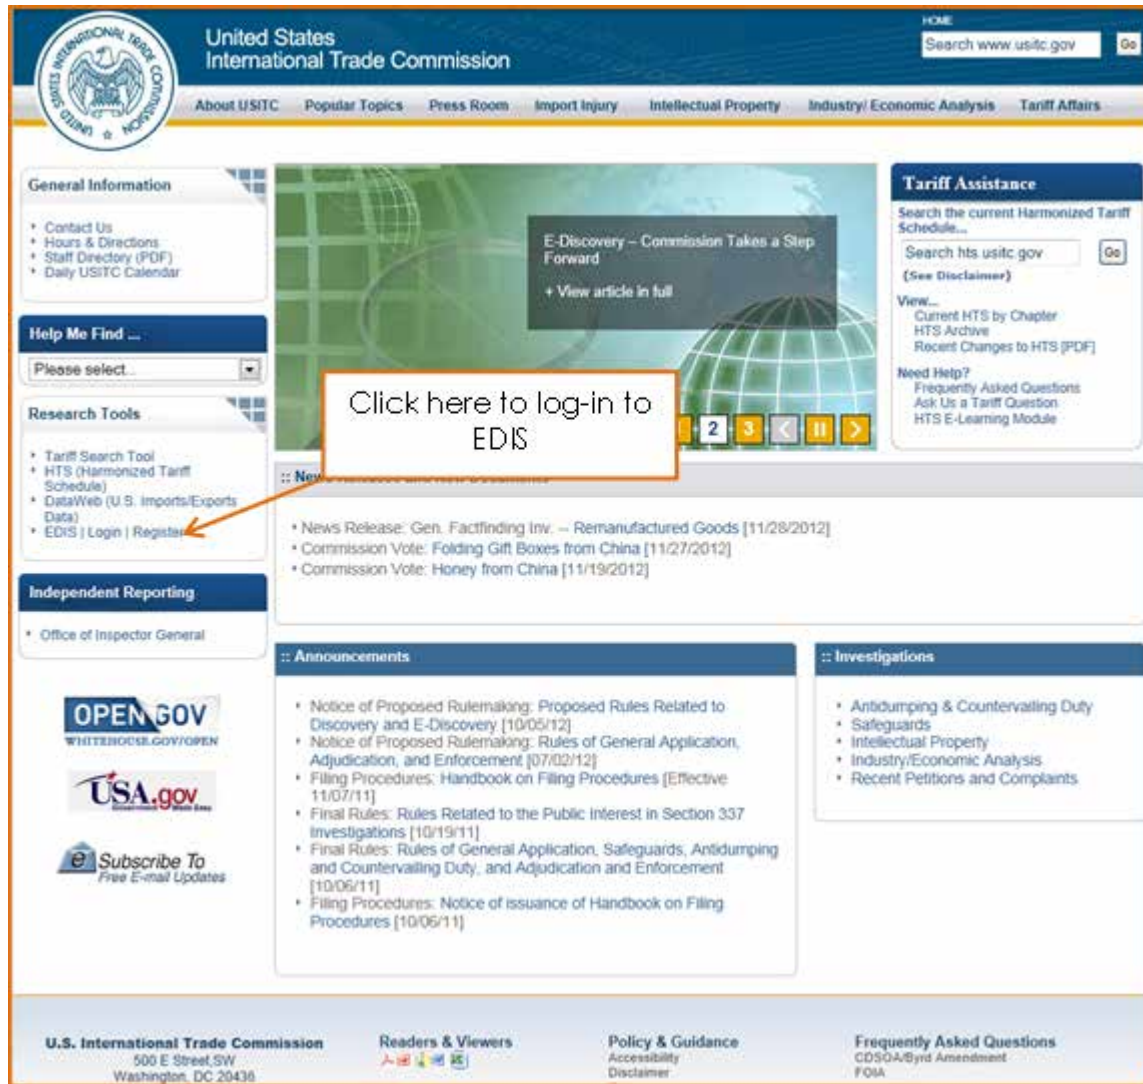 UNITED STATES INTERNATIONAL TRADE COMMISSION
United States
International Trade Commission
HOME
Search www.usitc.gov
Go
About USITC Popular Topics Press Room Import Injury Intellectual Property Industry/ Economic Analysis Tariff Affairs
General Information
Contact Us
Hours & Directions
Staff Directory (PDF)
Daily USITC Calendar
Help Me Find ...
Please select...
Research Tools
Tariff Search Tool
HTS (Harmonized Tariff
Schedule)
DataWeb (U.S. Imports/Exports
Data)
EDIS | Login | Register
Independent Reporting
Office of Inspector General
OPEN GOV
WHITEHOUSE.GOV/OPEN
USA.gov
Subscribe To
Free E-mail Updates
E-Discovery – Commission Takes a Step
Forward
+ View article in full
Click here to log-in to
EDIS
2 3
Tariff Assistance
Search the current Harmonized Tariff
Schedule...
Search hts.usitc.gov
Go
(See Disclaimer)
View...
Current HTS by Chapter
HTS Archive
Recent Changes to HTS [PDF]
Need Help?
Frequently Asked Questions
Ask Us a Tariff Question
HTS E-Learning Module
• News Release: Gen. Factfinding Inv. -- Remanufactured Goods [11/28/2012]
• Commission Vote: Folding Gift Boxes from China [11/27/2012]
• Commission Vote: Honey from China [11/19/2012]
:: Announcements
Notice of Proposed Rulemaking: Proposed Rules Related to
Discovery and E-Discovery [10/05/12]
Notice of Proposed Rulemaking: Rules of General Application,
Adjudication, and Enforcement [07/02/12]
Filing Procedures: Handbook on Filing Procedures [Effective
11/07/11]
Final Rules: Rules Related to the Public Interest in Section 337
Investigations [10/19/11]
Final Rules: Rules of General Application, Safeguards, Antidumping
and Countervailing Duty, and Adjudication and Enforcement
[10/06/11]
Filing Procedures: Notice of issuance of Handbook on Filing
Procedures [10/06/11]
:: Investigations
Antidumping & Countervailing Duty
Safeguards
Intellectual Property
Industry/Economic Analysis
Recent Petitions and Complaints
U.S. International Trade Commission
500 E Street,SW
Washington, DC 20436
Readers & Viewers
Policy & Guidance
Accessibility
Disclaimer
Frequently Asked Questions
CDSOA/Byrd Amendment
FOIA